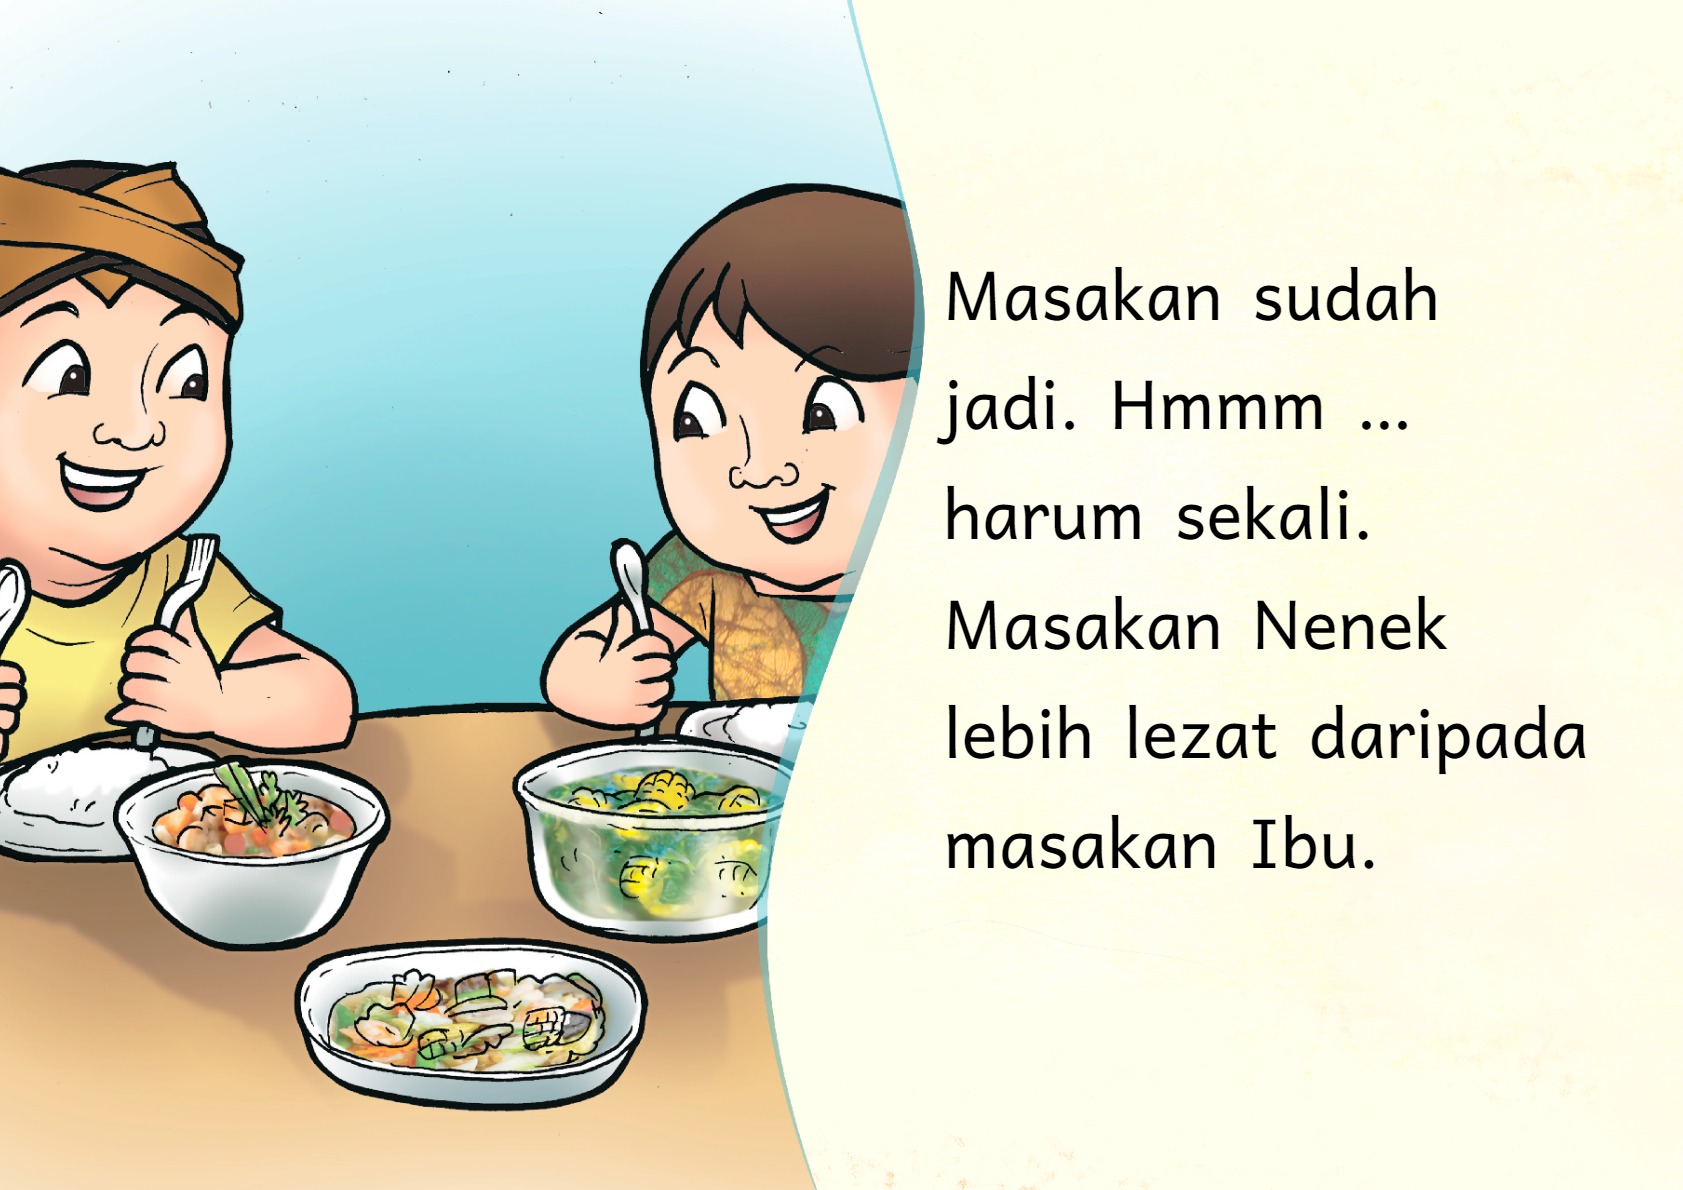 Masakan sudah
jadi. Hmmm ...
harum sekali.
Masakan Nenek
lebih lezat daripada
masakan Ibu.